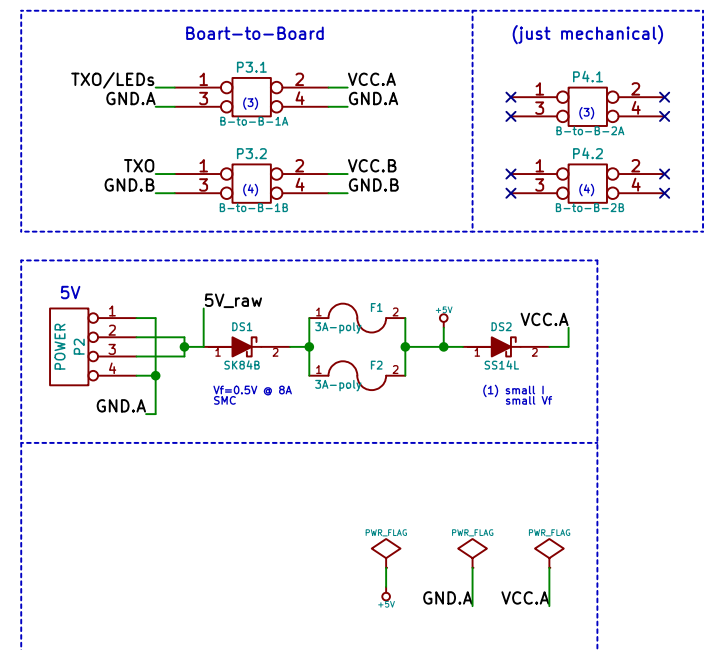 Boart-to-Board
(just mechanical)
P3.1
TXO/LEDs 1 2 VCC.A
GND.A 3 (3) 4 GND.A
B-to-B-1A
P4.1
1 2
3 (3) 4
B-to-B-2A
P3.2
TXO 1 2 VCC.B
GND.B 3 (4) 4 GND.B
B-to-B-1B
P4.2
1 2
3 (4) 4
B-to-B-2B
5V
POWER
P2
1
2
3
4
GND.A
5V_raw
DS1
1 2
SK84B
Vf=0.5V @ 8A
SMC
F1
1 2
3A-poly
F2
1 2
3A-poly
+5V
DS2
1 2
SS14L
VCC.A
(1) small I
small Vf
PWR_FLAG
+5V
PWR_FLAG
GND.A
PWR_FLAG
VCC.A